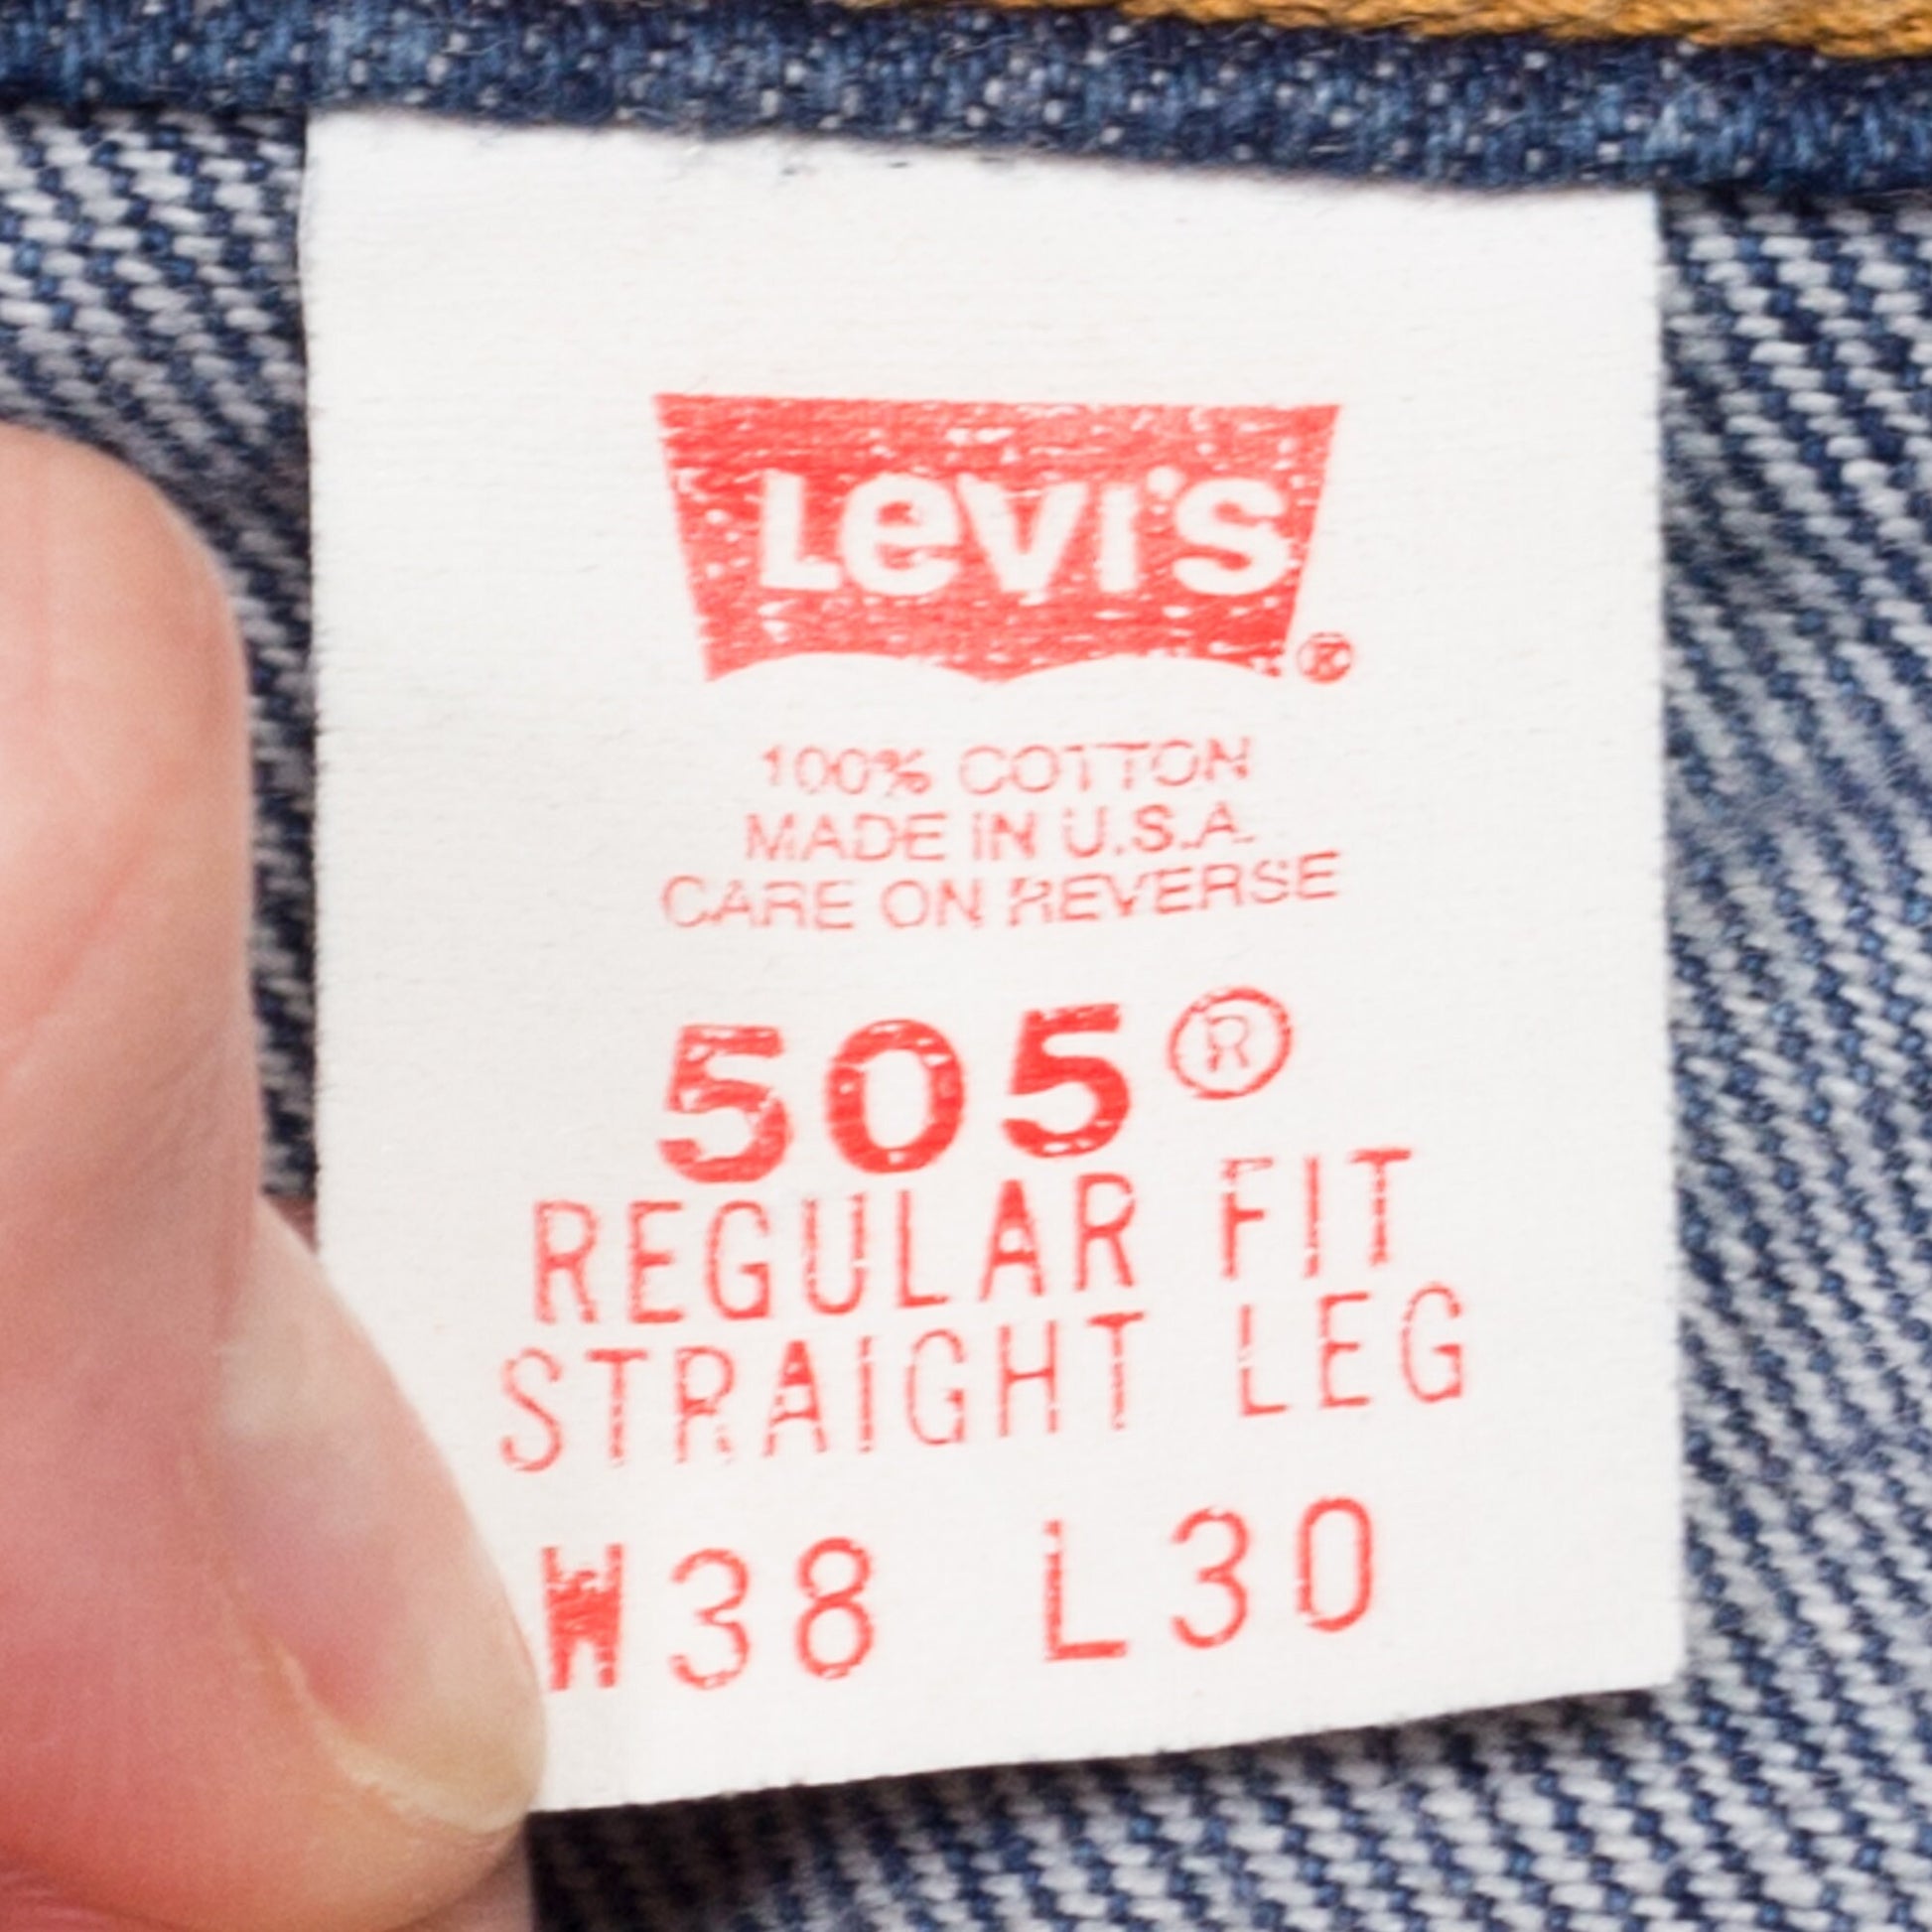 Levi's ®
100% COTTON
MADE IN U.S.A.
CARE ON REVERSE
505®
REGULAR FIT
STRAIGHT LEG
W38 L30